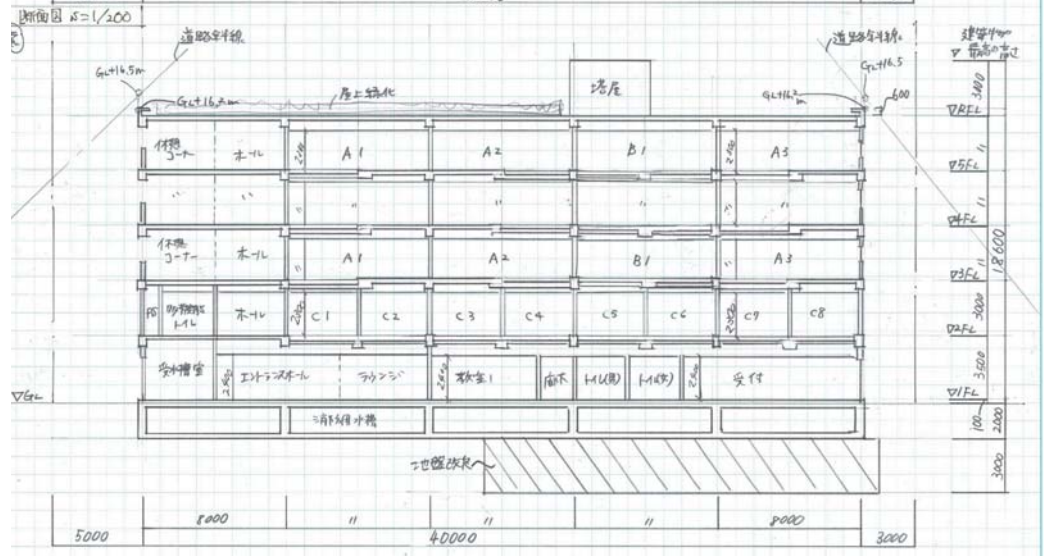 断面図 S=1/200
道路斜線
道路斜線
建築物の
▽最高の高さ
GL+16.5m
GL+16.5
GL+16.2m
屋上緑化
塔屋
GL+16.2
m
600
3400
▽RFL
休憩
コーナー
ホール
A1
A2
B1
A3
〃
▽5FL
〃
〃
〃
〃
〃
〃
〃
〃
〃
▽4FL
休憩
コーナー
ホール
〃
A1
A2
B1
〃
A3
〃
▽3FL
18600
PS
トイレ
ホール
C1
C2
C3
C4
C5
C6
C7
C8
3000
▽2FL
受水槽室
エントランスホール
ラウンジ
教室1
廊下
トイレ(男)
トイレ(女)
受付
3500
▽GL
▽1FL
消火用水槽
100
2000
地盤改良
3000
8000
〃
〃
〃
8000
5000
40000
3000